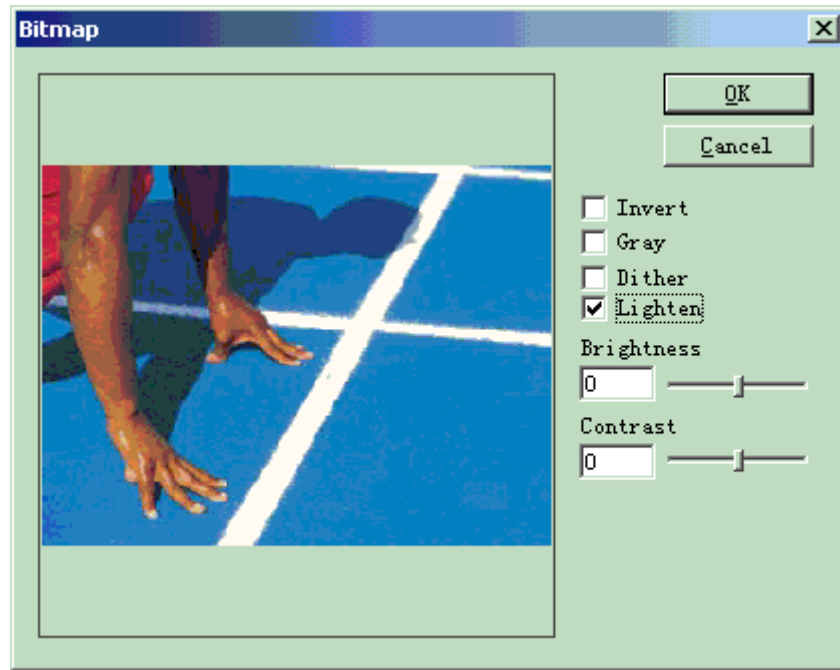 Bitmap
OK
Cancel
Invert
Gray
Dither
Lighten
Brightness
0
Contrast
0